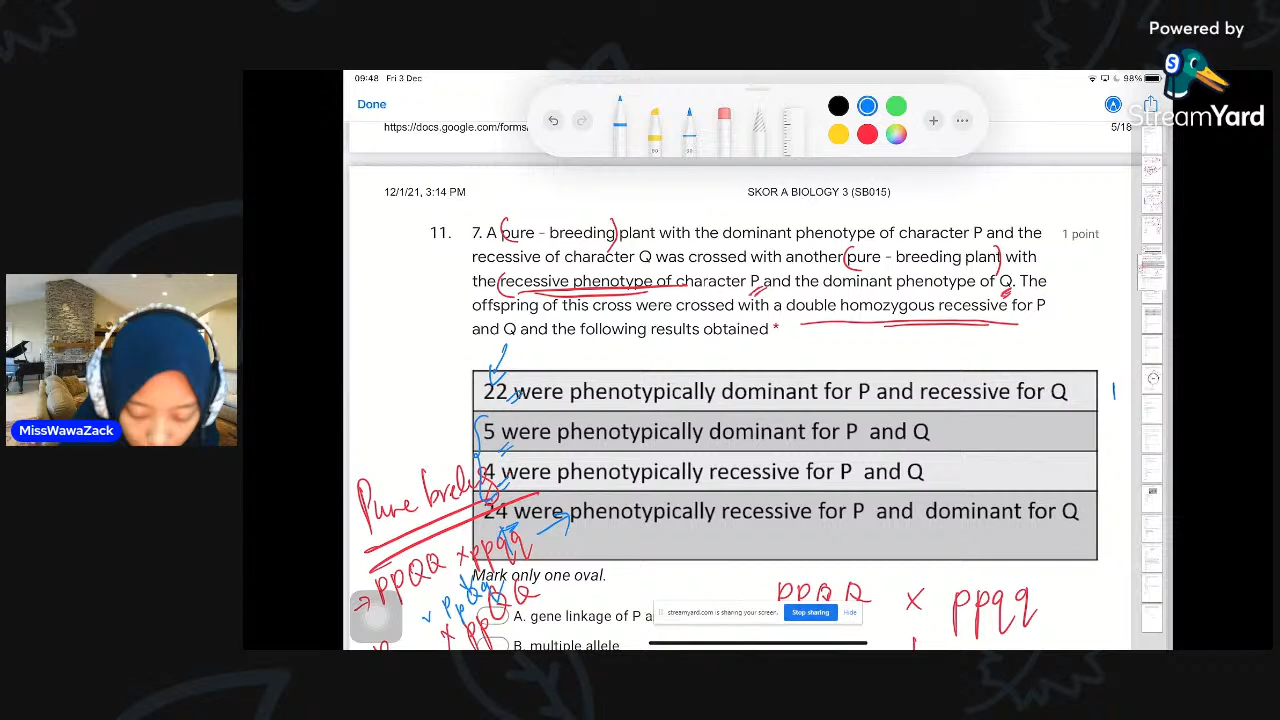 Powered by
StreamYard
09:48 Fri 3 Dec
98%
Done
https://docs.google.com/forms/
5/18
12/1/21, 3:14 PM
SKOR A BIOLOGY 3 (SB015)
11. 7. A pure - breeding plant with the dominant phenotype of character P and the 1 point
recessive of character Q was crossed with another pure - breeding plant with
the recessive phenotype of character P and the dominant phenotype of Q. The
offspring of this cross were crossed with a double homozygous recessive for P
and Q and the following results obtained *
22 were phenotypically dominant for P and recessive for Q
5 were phenotypically dominant for P and Q
4 were phenotypically recessive for P and Q
24 were phenotypically recessive for P and dominant for Q
Pure breeding
ppQQ × ppqq
Mark only one oval.
A. gene linkage of P a
B. multiple allele
× ppqq
streamyard.com is sharing your screen.
Stop sharing
Hide
MissWawaZack